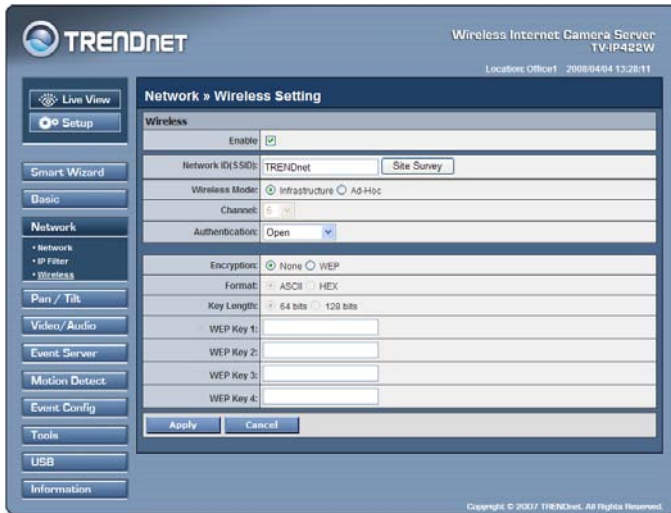 TRENDNET
Wireless Internet Camera Server
TV-IP422W
Location: Office1 2008/04/04 13:28:11
Live View
Setup
Smart Wizard
Basic
Network
• Network
• IP Filter
• Wireless
Pan / Tilt
Video/Audio
Event Server
Motion Detect
Event Config
Tools
USB
Information
Network » Wireless Setting
Wireless
Enable
Network ID(SSID): TRENDnet Site Survey
Wireless Mode: Infrastructure Ad-Hoc
Channel: 6
Authentication: Open
Encryption: None WEP
Format: ASCII HEX
Key Length: 64 bits 128 bits
WEP Key 1:
WEP Key 2:
WEP Key 3:
WEP Key 4:
Apply Cancel
Copyright © 2007 TRENDnet. All Rights Reserved.